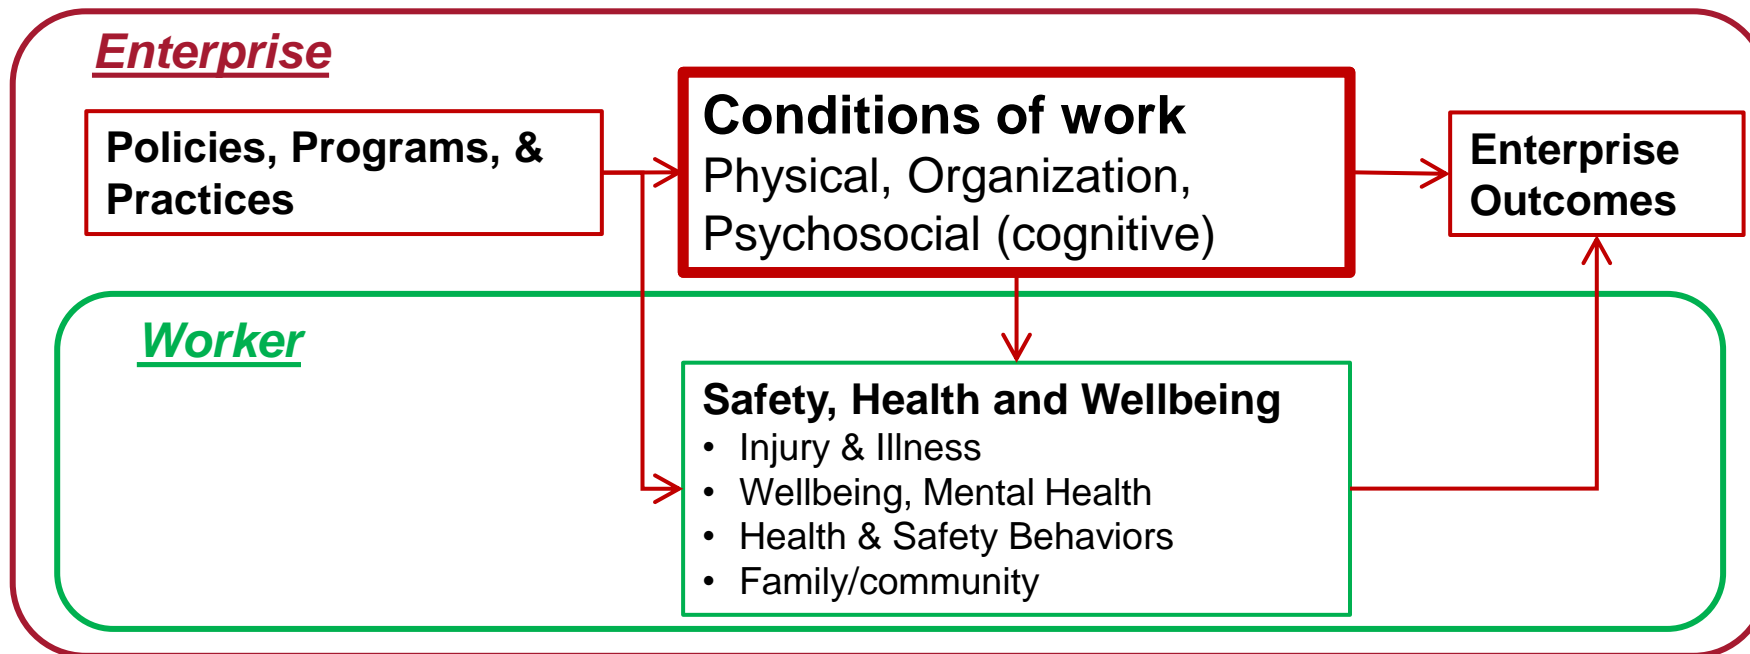 Enterprise
Policies, Programs, &
Practices
Conditions of work
Physical, Organization,
Psychosocial (cognitive)
Enterprise
Outcomes
Worker
Safety, Health and Wellbeing
• Injury & Illness
• Wellbeing, Mental Health
• Health & Safety Behaviors
• Family/community